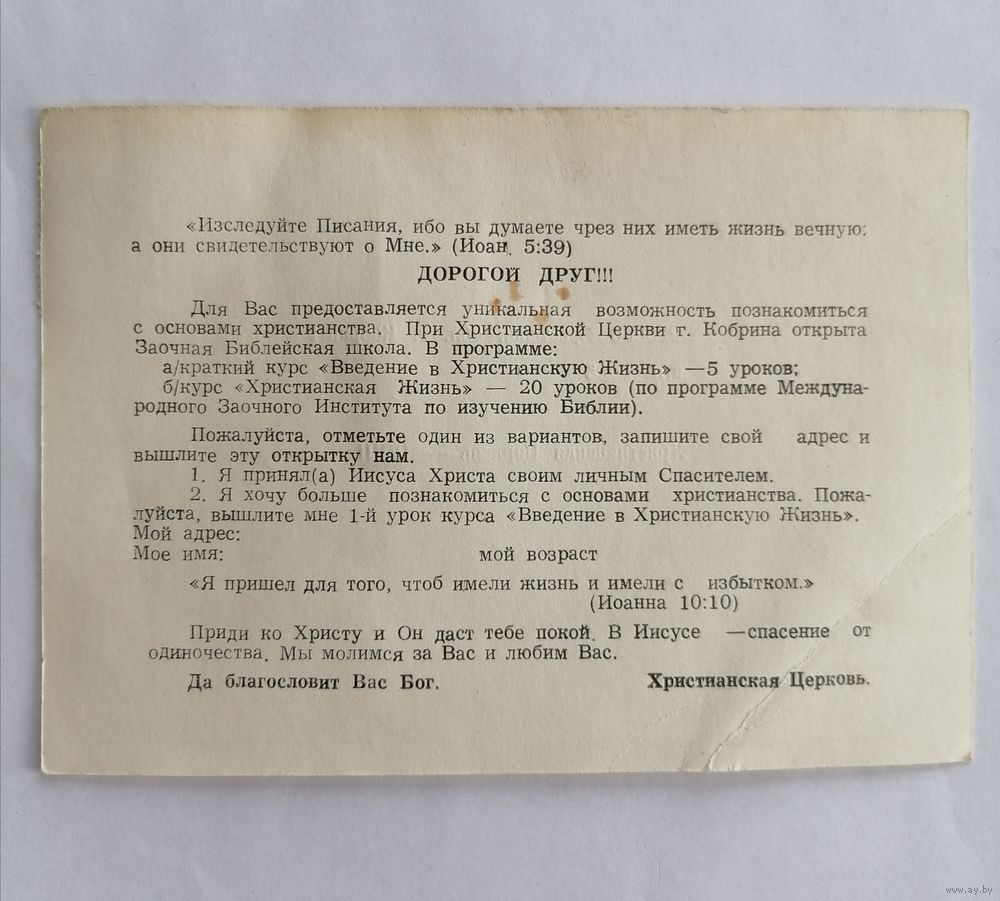 «Изследуйте Писания, ибо вы думаете чрез них иметь жизнь вечную;
а они свидетельствуют о Мне.» (Иоан. 5:39)
ДОРОГОЙ ДРУГ!!!
Для Вас предоставляется уникальная возможность познакомиться
с основами христианства. При Христианской Церкви г. Кобрина открыта
Заочная Библейская школа. В программе:
а/краткий курс «Введение в Христианскую Жизнь» —5 уроков;
б/курс «Христианская Жизнь» — 20 уроков (по программе Междуна-
родного Заочного Института по изучению Библии).
Пожалуйста, отметьте один из вариантов, запишите свой адрес и
вышлите эту открытку нам.
1. Я принял(а) Иисуса Христа своим личным Спасителем.
2. Я хочу больше познакомиться с основами христианства. Пожа-
луйста, вышлите мне 1-й урок курса «Введение в Христианскую Жизнь».
Мой адрес:
Мое имя: мой возраст
«Я пришел для того, чтоб имели жизнь и имели с избытком.»
(Иоанна 10:10)
Приди ко Христу и Он даст тебе покой. В Иисусе —спасение от
одиночества. Мы молимся за Вас и любим Вас.
Да благословит Вас Бог. Христианская Церковь.
www.ay.by